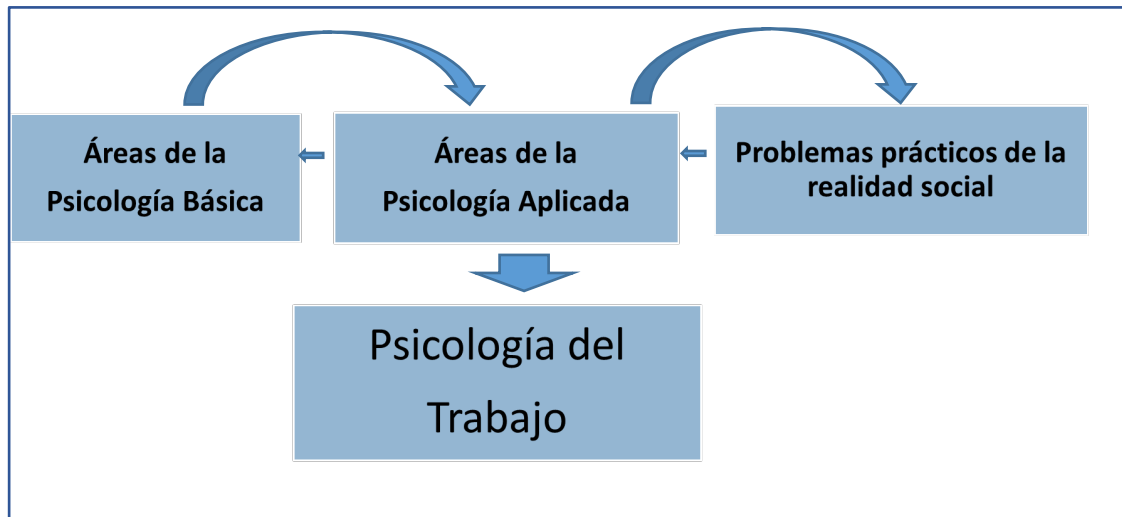 Áreas de la
Psicología Básica
Áreas de la
Psicología Aplicada
Problemas prácticos de la
realidad social
Psicología del
Trabajo